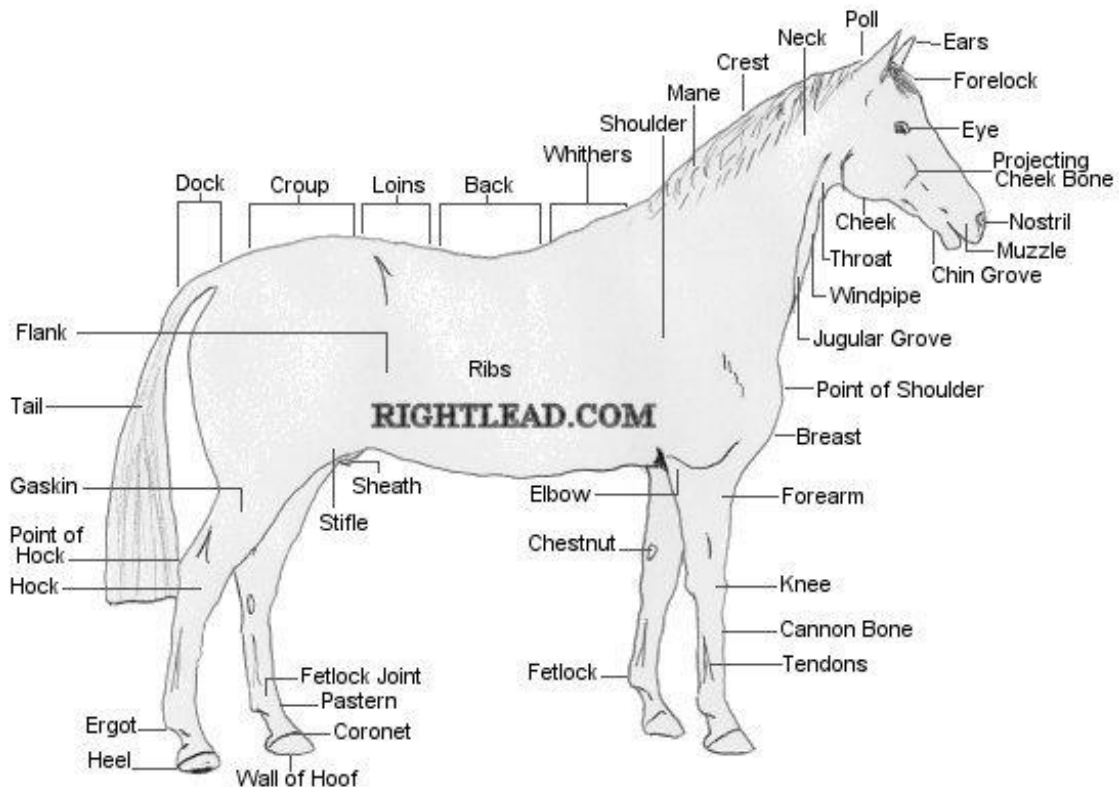 Poll
Neck
Ears
Crest
Forelock
Mane
Shoulder
Eye
Whithers
Projecting
Cheek Bone
Dock
Croup
Loins
Back
Cheek
Nostril
Muzzle
Throat
Chin Grove
Windpipe
Flank
Jugular Grove
Ribs
Point of Shoulder
Tail
RIGHTLEAD.COM
Breast
Gaskin
Sheath
Elbow
Forearm
Stifle
Point of
Hock
Chestnut
Hock
Knee
Cannon Bone
Fetlock Joint
Fetlock
Tendons
Pastern
Ergot
Coronet
Heel
Wall of Hoof